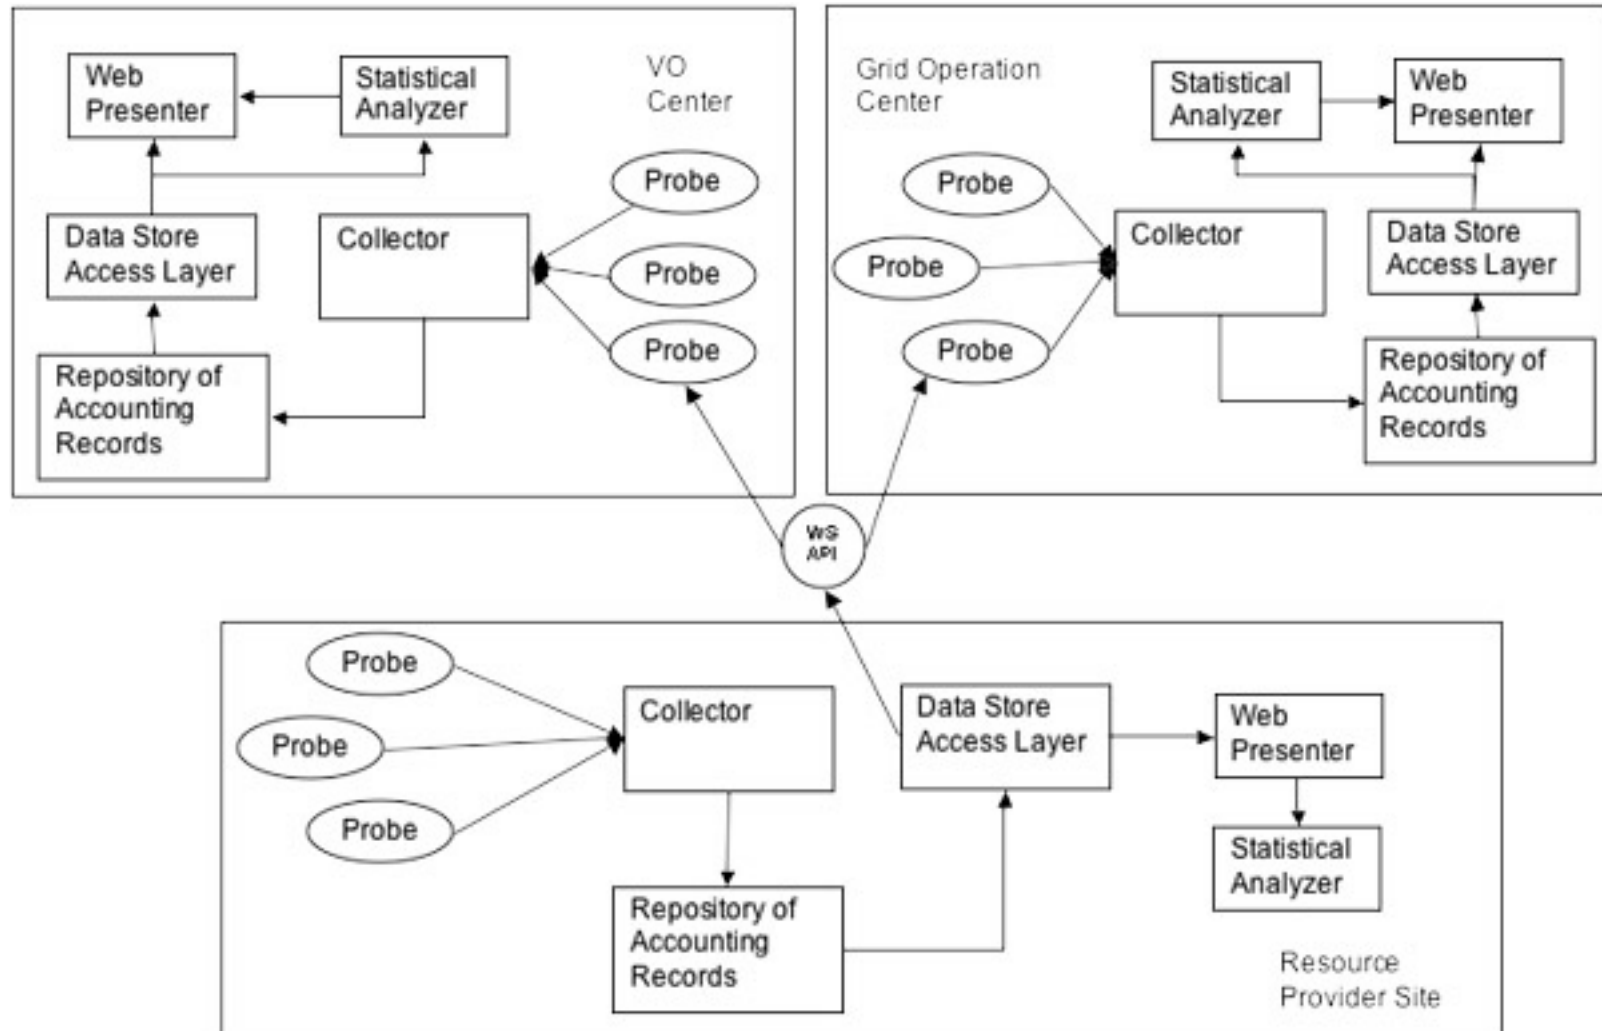 Web
Presenter
Statistical
Analyzer
VO
Center
Probe
Data Store
Access Layer
Collector
Probe
Probe
Repository of
Accounting
Records
Grid Operation
Center
Statistical
Analyzer
Web
Presenter
Probe
Collector
Data Store
Access Layer
Probe
Probe
Repository of
Accounting
Records
WS
API
Probe
Collector
Data Store
Access Layer
Web
Presenter
Probe
Probe
Statistical
Analyzer
Repository of
Accounting
Records
Resource
Provider Site